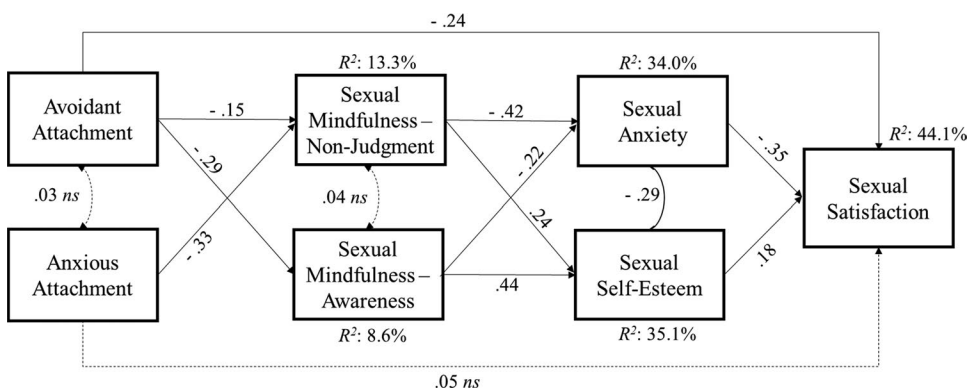 - .24
R²: 13.3%
R²: 34.0%
Avoidant
Attachment
- .15
Sexual
Mindfulness –
Non-Judgment
- .42
Sexual
Anxiety
R²: 44.1%
- .29
- .22
- .35
.03 ns
.04 ns
- .29
Sexual
Satisfaction
- .33
.24
.18
Anxious
Attachment
Sexual
Mindfulness –
Awareness
.44
Sexual
Self-Esteem
R²: 8.6%
R²: 35.1%
.05 ns